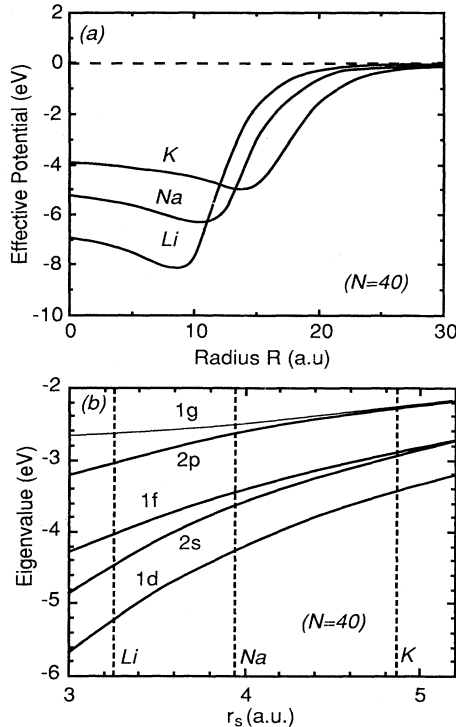 (a)
0
-2
-4
-6
-8
-10
Effective Potential (eV)
K
Na
Li
(N=40)
0 10 20 30
Radius R (a.u)
(b)
-2
-3
-4
-5
-6
Eigenvalue (eV)
1g
2p
1f
2s
1d
(N=40)
Li Na K
3 4 5
rs (a.u.)